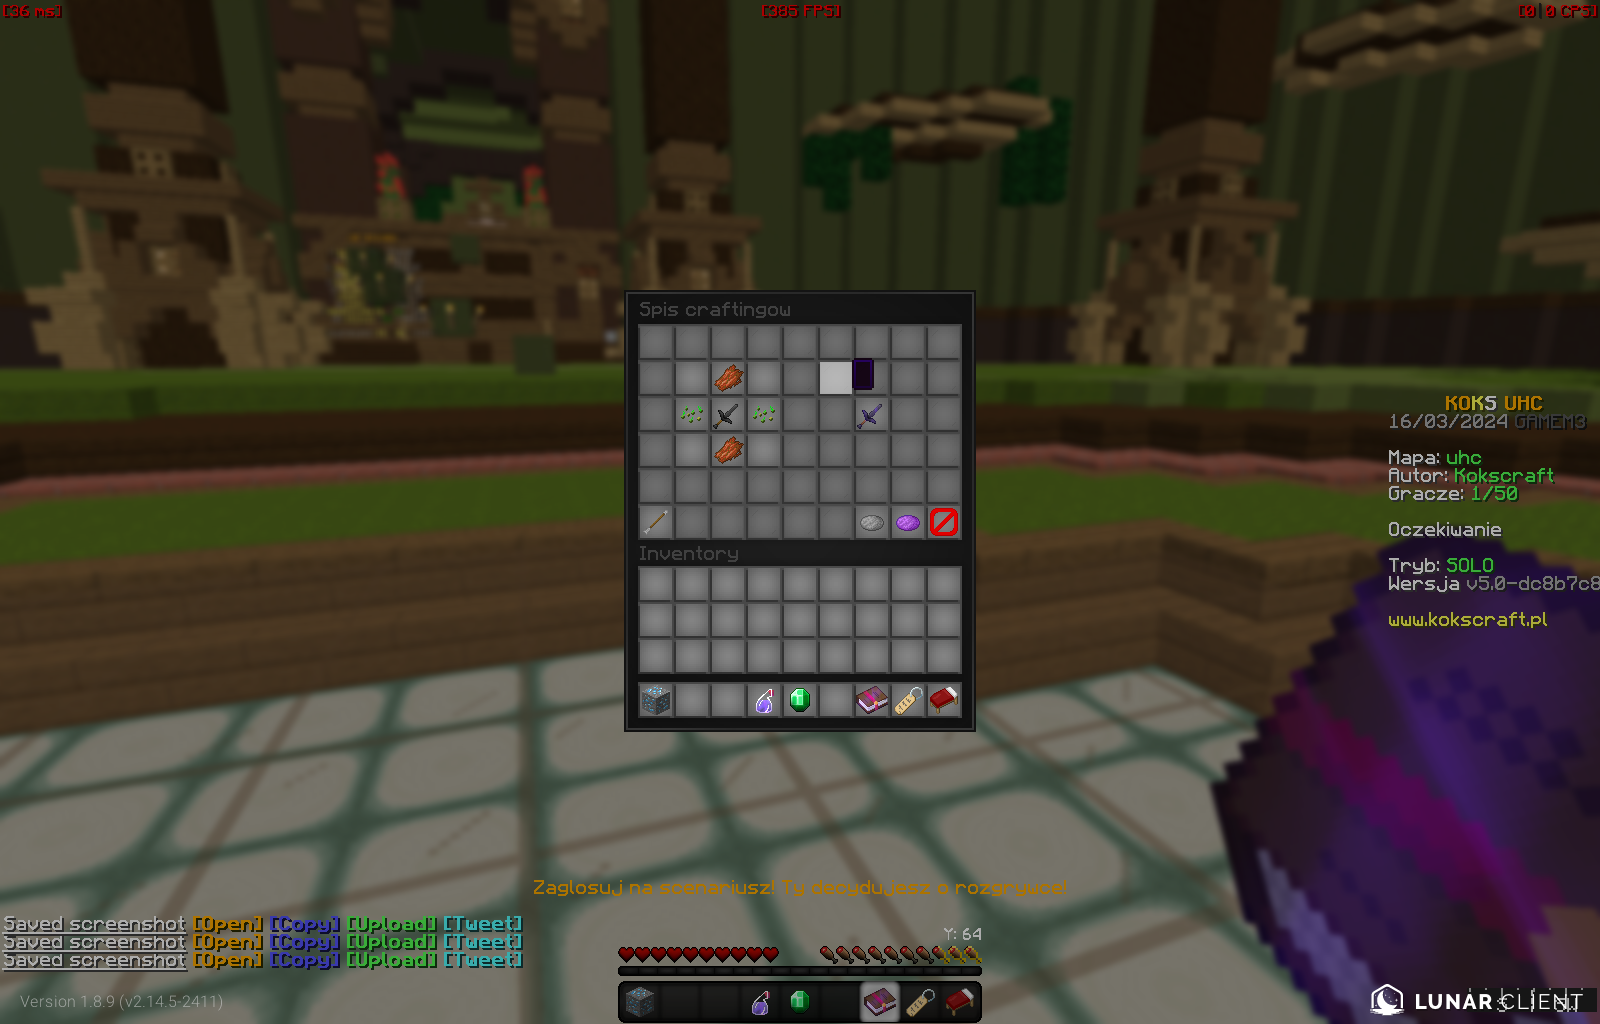 [36 ms]
[385 FPS]
[0|0 CPS]
Spis craftingow
Inventory
KOKS UHC
16/03/2024 GAMEM3
Mapa: uhc
Autor: Kokscraft
Gracze: 1/50
Oczekiwanie
Tryb: SOLO
Wersja v5.0-dc8b7c8
www.kokscraft.pl
Zaglosuj na scenariusz! Ty decydujesz o rozgrywce!
Saved screenshot [Open] [Copy] [Upload] [Tweet]
Saved screenshot [Open] [Copy] [Upload] [Tweet]
Saved screenshot [Open] [Copy] [Upload] [Tweet]
Y: 64
Version 1.8.9 (v2.14.5-2411)
LUNAR CLIENT